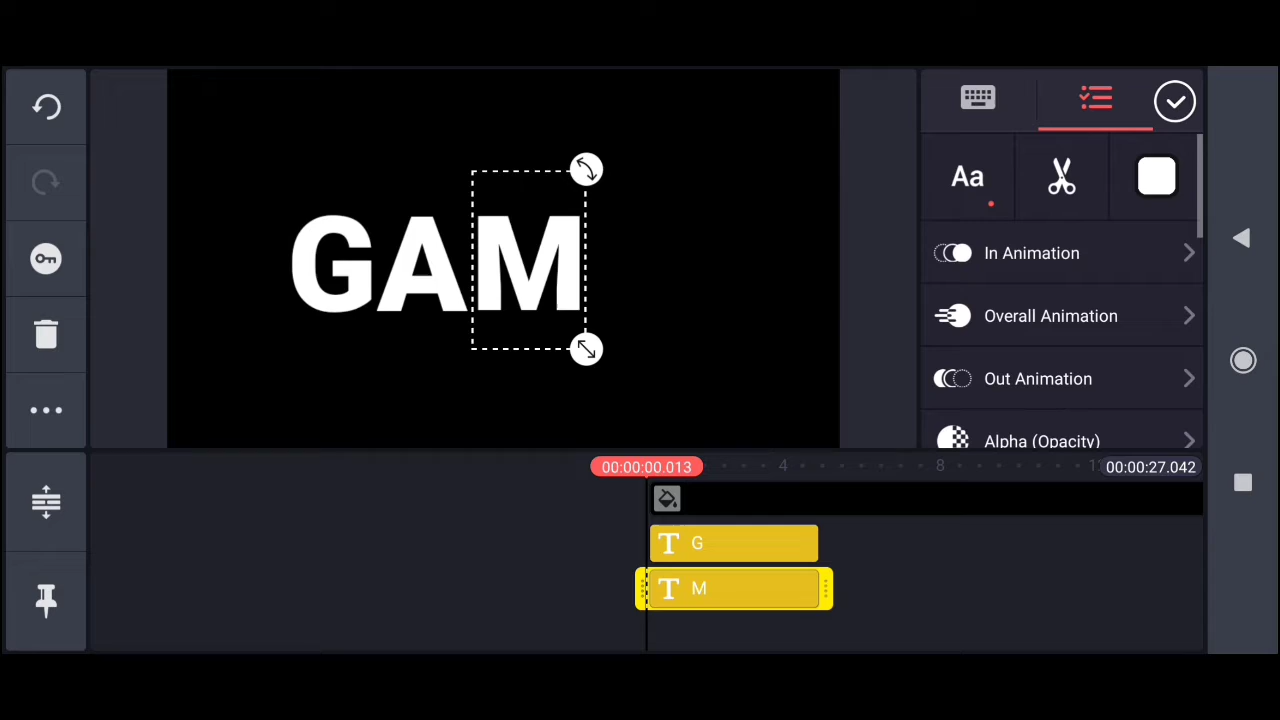 GAM
Aa
In Animation
Overall Animation
Out Animation
Alpha (Opacity)
00:00:00.013
4
8
00:00:27.042
T G
T M